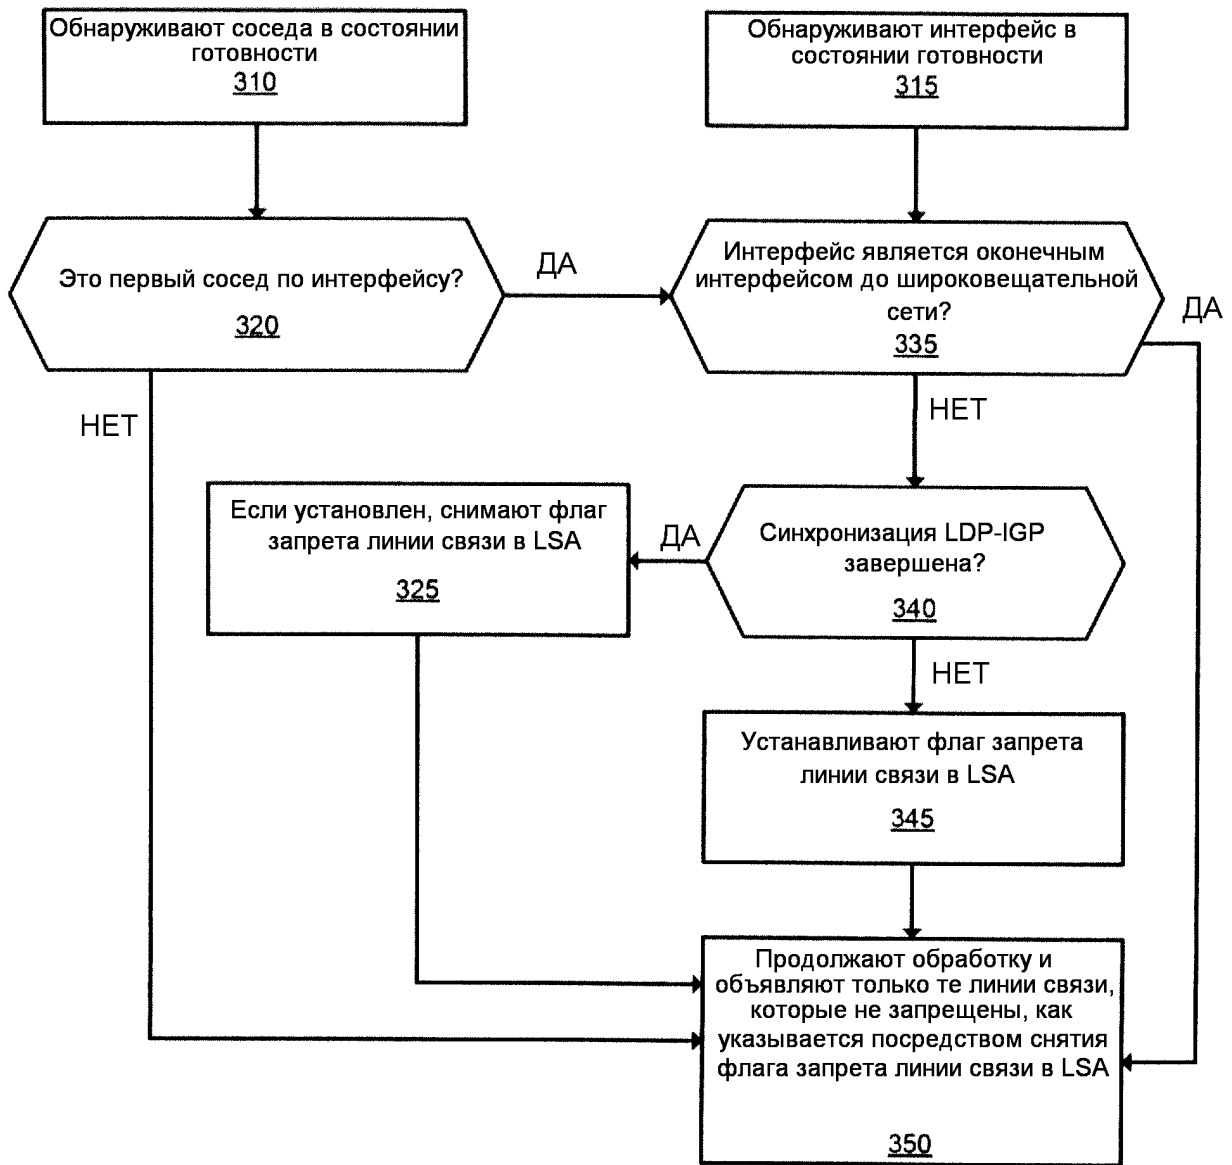 Обнаруживают соседа в состоянии
готовности
310
Обнаруживают интерфейс в
состоянии готовности
315
Это первый сосед по интерфейсу?
320
ДА
Интерфейс является оконечным
интерфейсом до широковещательной
сети?
335
ДА
НЕТ
НЕТ
Если установлен, снимают флаг
запрета линии связи в LSA
325
ДА
Синхронизация LDP-IGP
завершена?
340
НЕТ
Устанавливают флаг запрета
линии связи в LSA
345
Продолжают обработку и
объявляют только те линии связи,
которые не запрещены, как
указывается посредством снятия
флага запрета линии связи в LSA
350